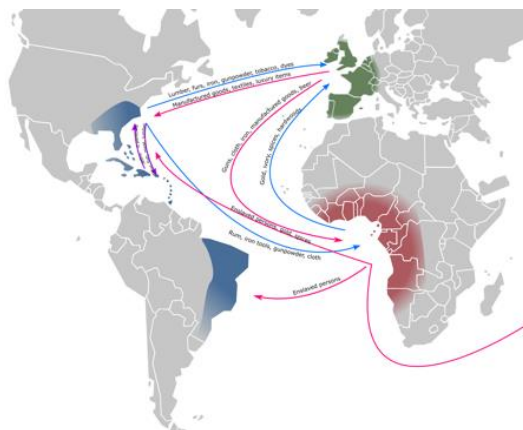 Lumber, furs, iron, gunpowder, tobacco, dyes
Manufactured goods, textiles, luxury items
Guns, cloth, iron, manufactured goods, beer
Gold, ivory, spices, hardwoods
Enslaved persons, gold, spices
Rum, iron tools, gunpowder, cloth
Enslaved persons